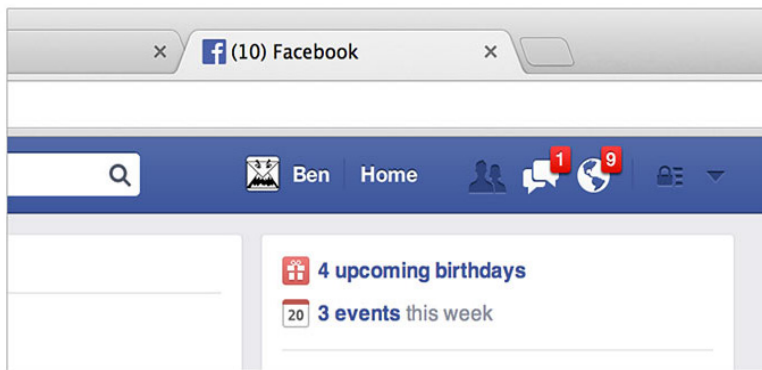 (10) Facebook
Ben Home 1 9
4 upcoming birthdays
20 3 events this week